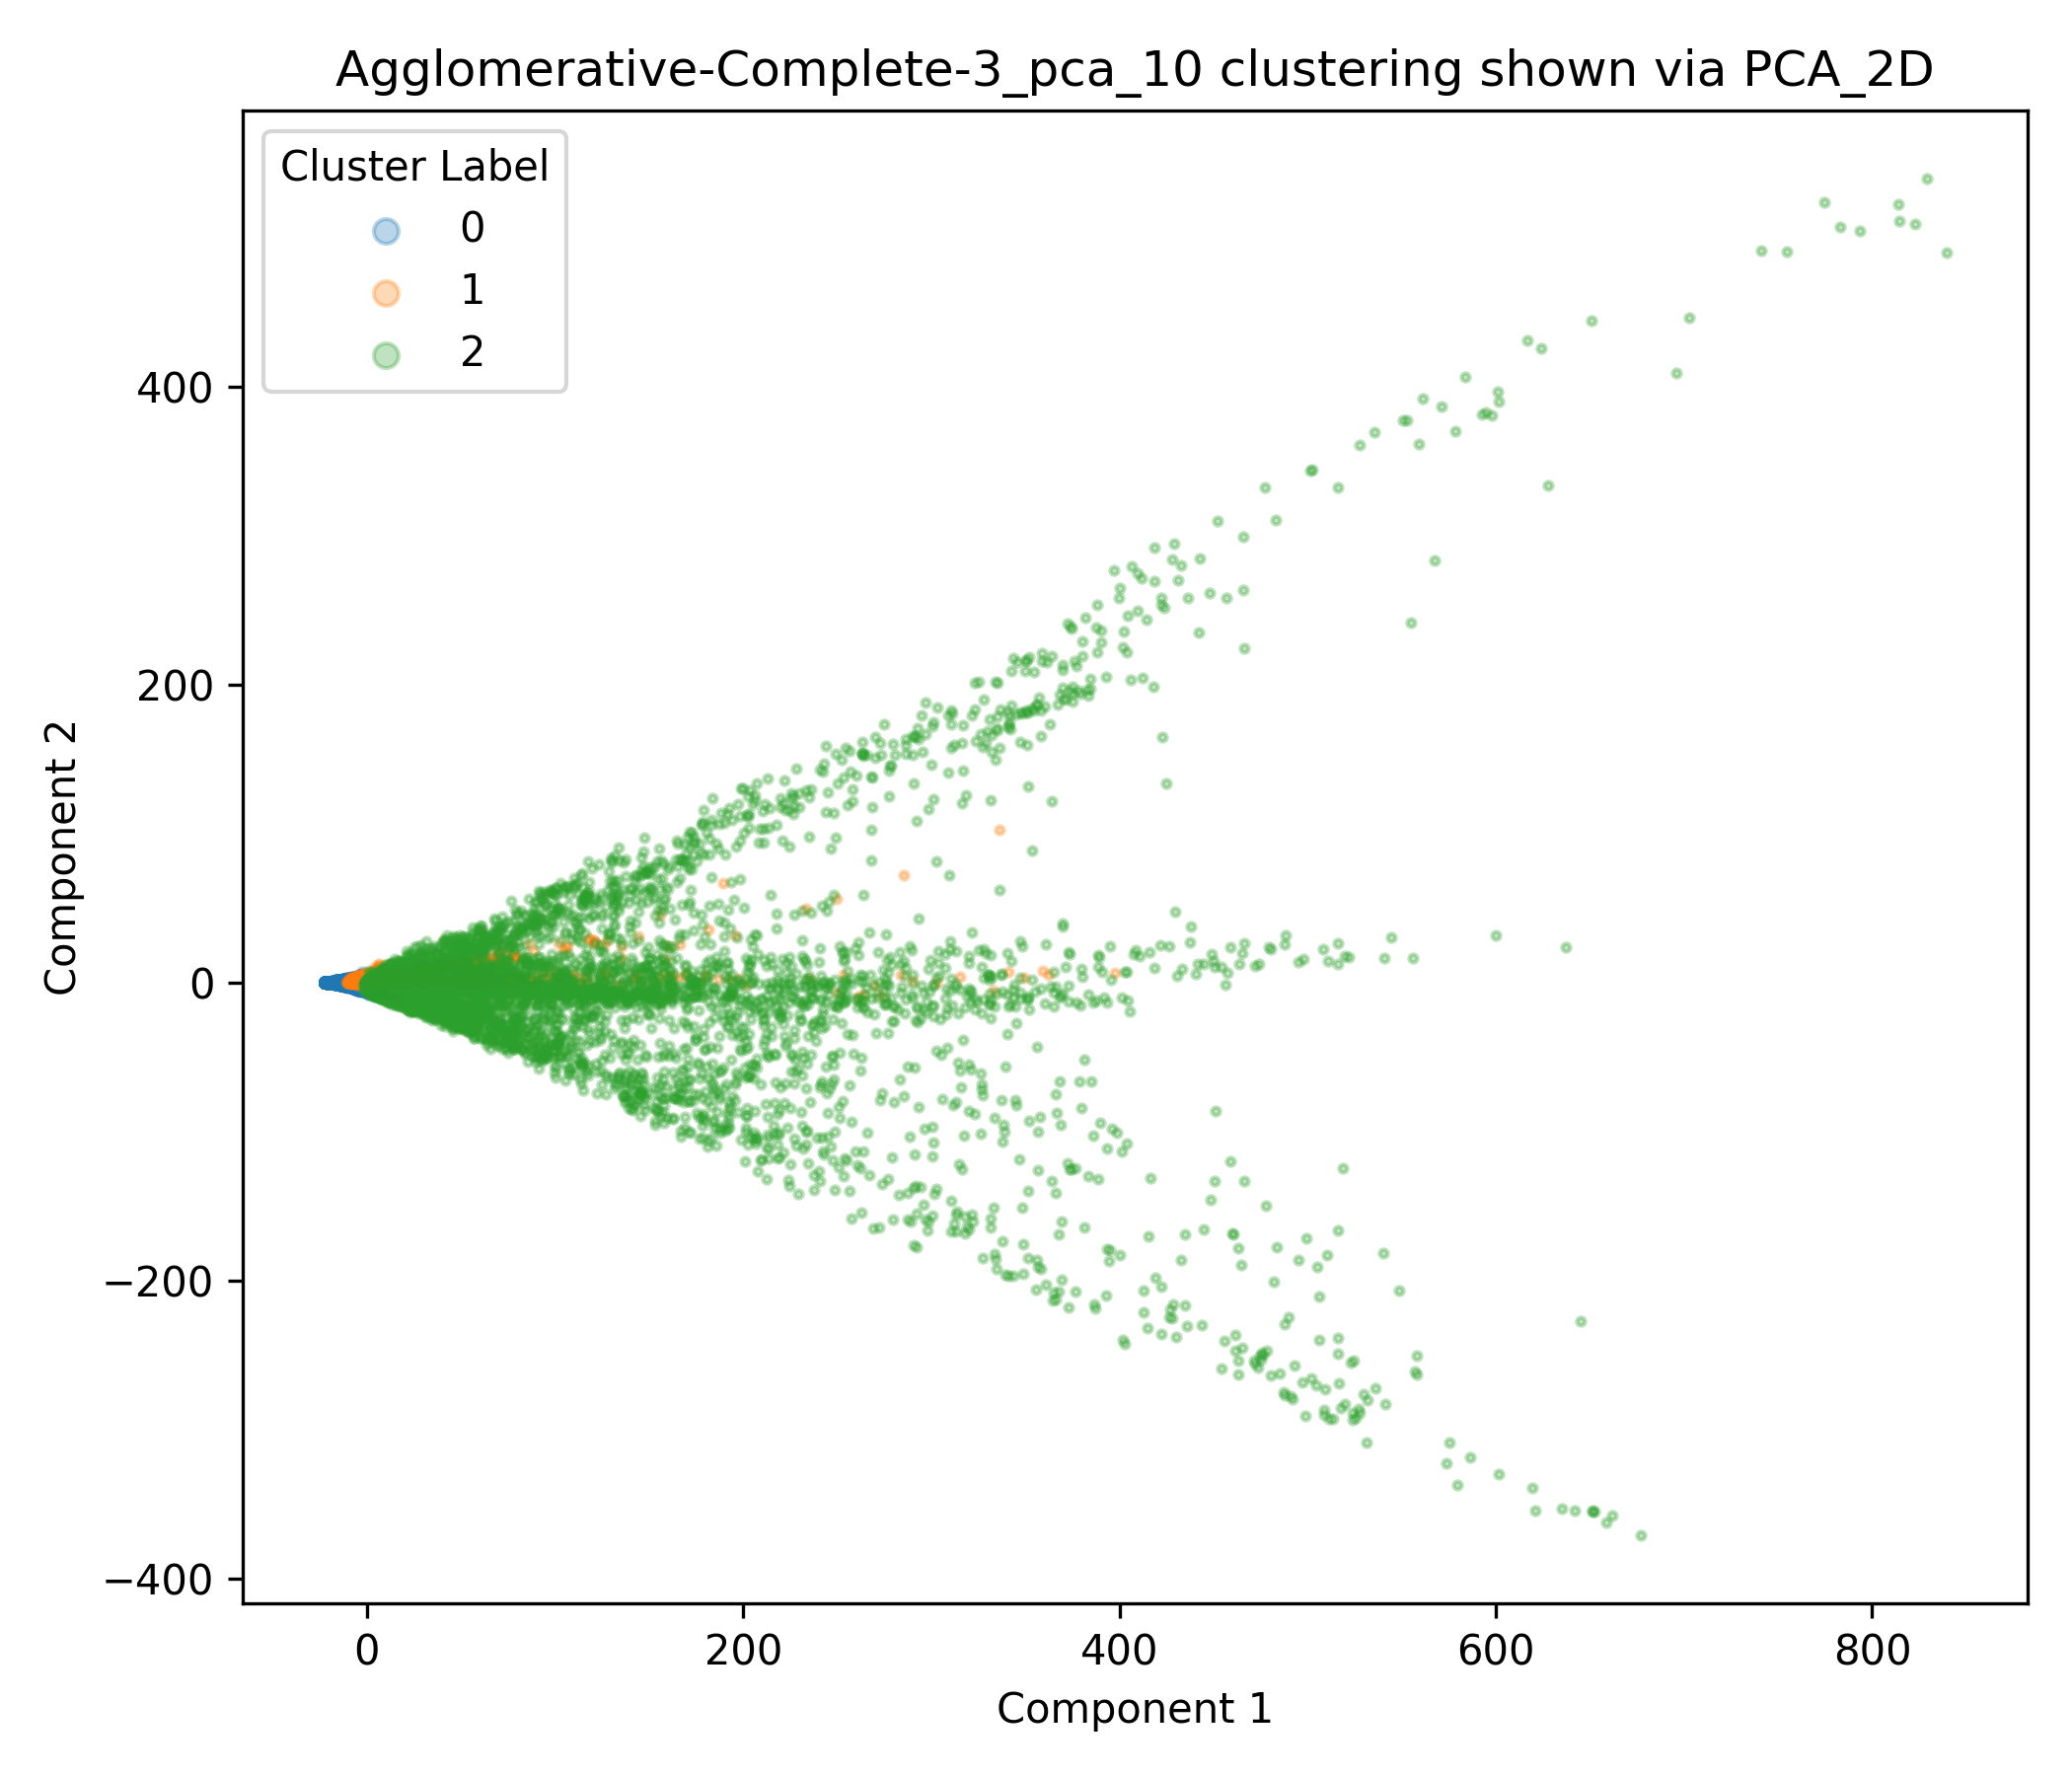 Agglomerative-Complete-3_pca_10 clustering shown via PCA_2D
Cluster Label
0
1
2
400
200
0
−200
−400
Component 2
0 200 400 600 800
Component 1